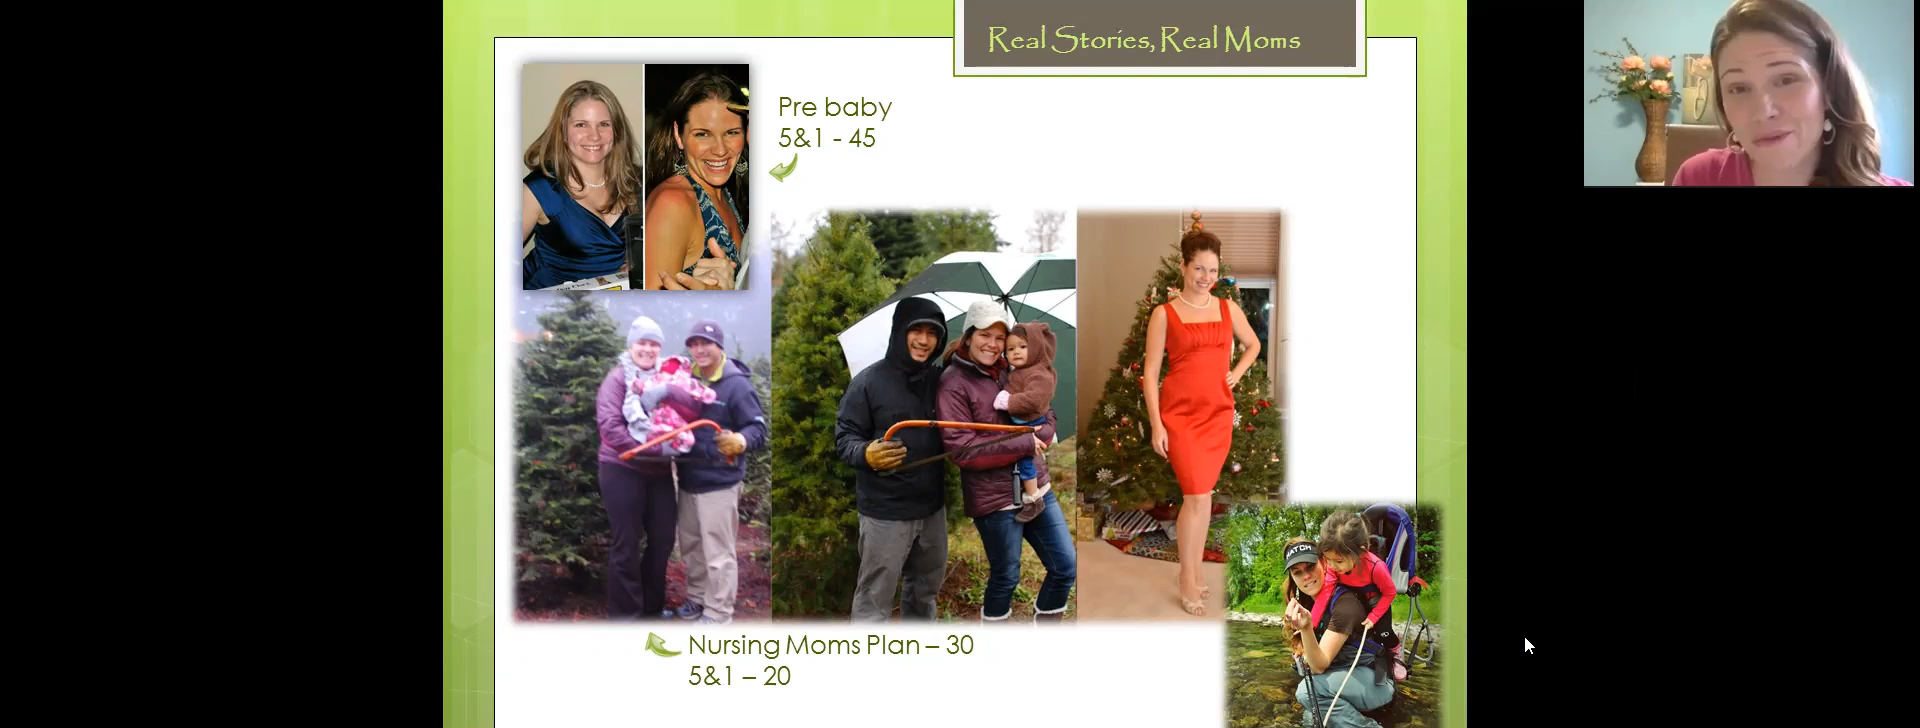 Real Stories, Real Moms
Pre baby
5&1 - 45
Nursing Moms Plan – 30
5&1 – 20